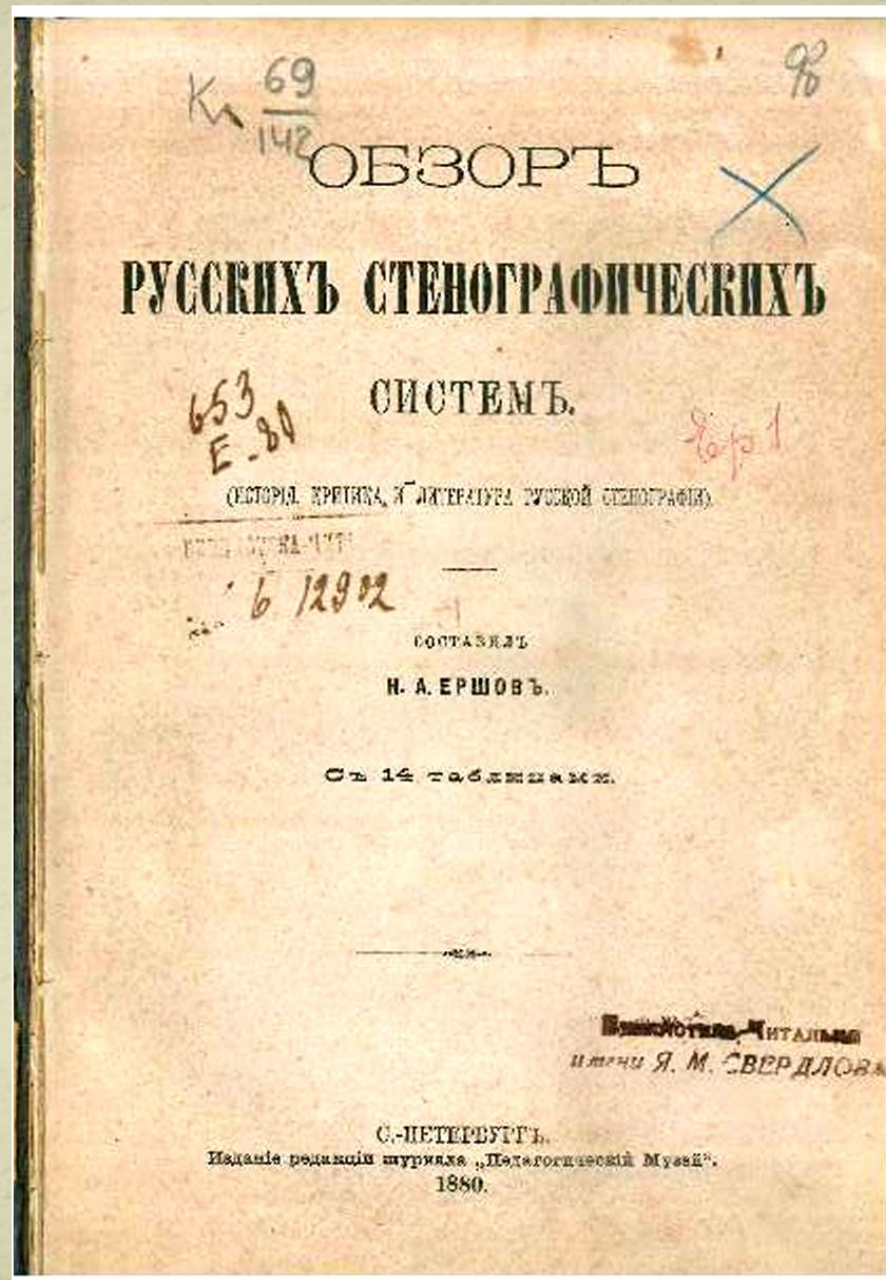 69
142
98
ОБЗОРЪ
РУССКИХЪ СТЕНОГРАФИЧЕСКИХЪ
СИСТЕМЪ.
653
Е-80
(ИСТОРІЯ, КРИТИКА, И ЛИТЕРАТУРА РУССКОЙ СТЕНОГРАФІИ).
6 12902
СОСТАВИЛЪ
Н. А. ЕРШОВЪ.
Съ 14 таблицами.
Библиотека-Читальня
имени Я. М. СВЕРДЛОВА
С.-ПЕТЕРБУРГЪ.
Изданіе редакціи журнала „Педагогическій Музей“.
1880.